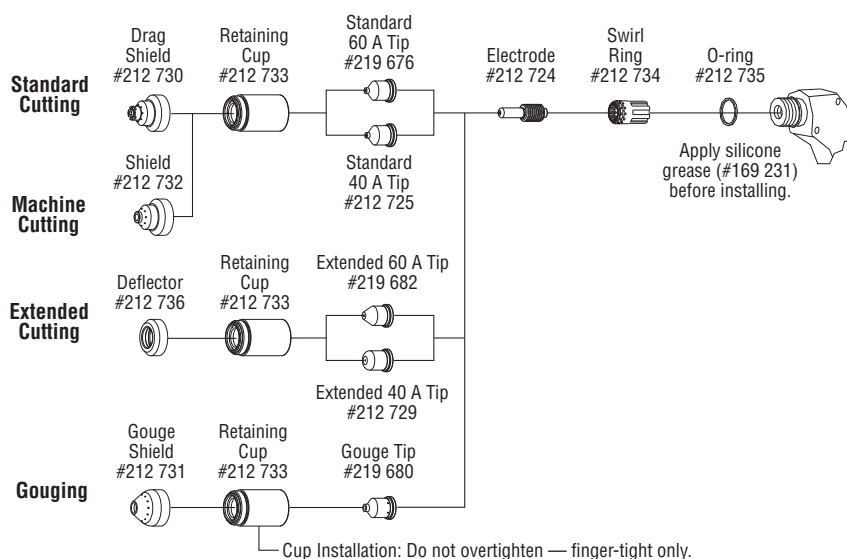 Standard
Cutting
Drag
Shield
#212 730
Retaining
Cup
#212 733
Standard
60 A Tip
#219 676
Electrode
#212 724
Swirl
Ring
#212 734
O-ring
#212 735
Apply silicone
grease (#169 231)
before installing.
Standard
40 A Tip
#212 725
Machine
Cutting
Shield
#212 732
Extended
Cutting
Deflector
#212 736
Retaining
Cup
#212 733
Extended 60 A Tip
#219 682
Extended 40 A Tip
#212 729
Gouging
Gouge
Shield
#212 731
Retaining
Cup
#212 733
Gouge Tip
#219 680
Cup Installation: Do not overtighten — finger-tight only.